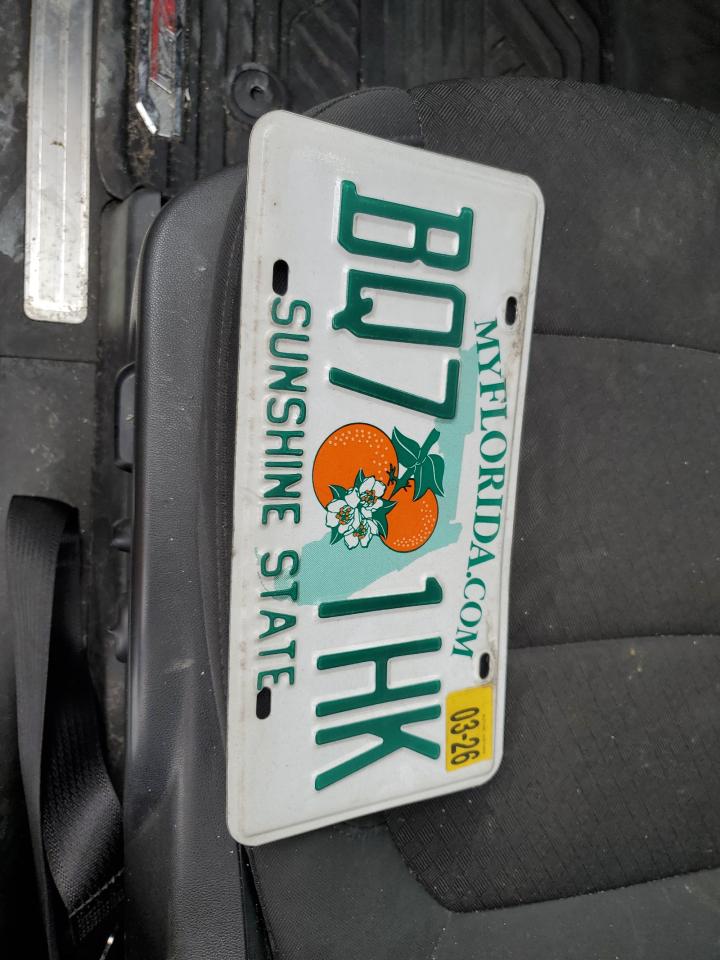 MYFLORIDA.COM
03-26
BQ7 1HK
SUNSHINE STATE